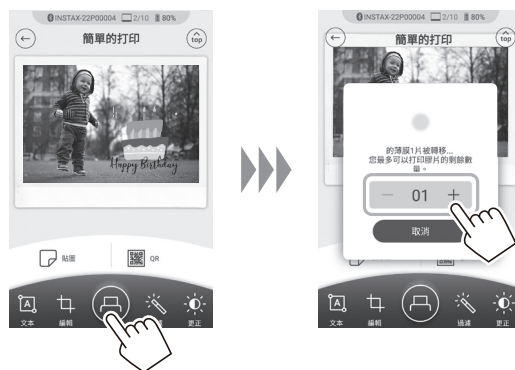 INSTAX-22P00004 2/10 80%
簡單的打印
top
Happy Birthday
貼圖
QR
文本
編輯
更正
INSTAX-22P00004 2/10 80%
簡單的打印
top
的薄膜1片被轉移...
您最多可以打印膠片的剩餘數
量。
01
取消
文本
編輯
過濾
更正